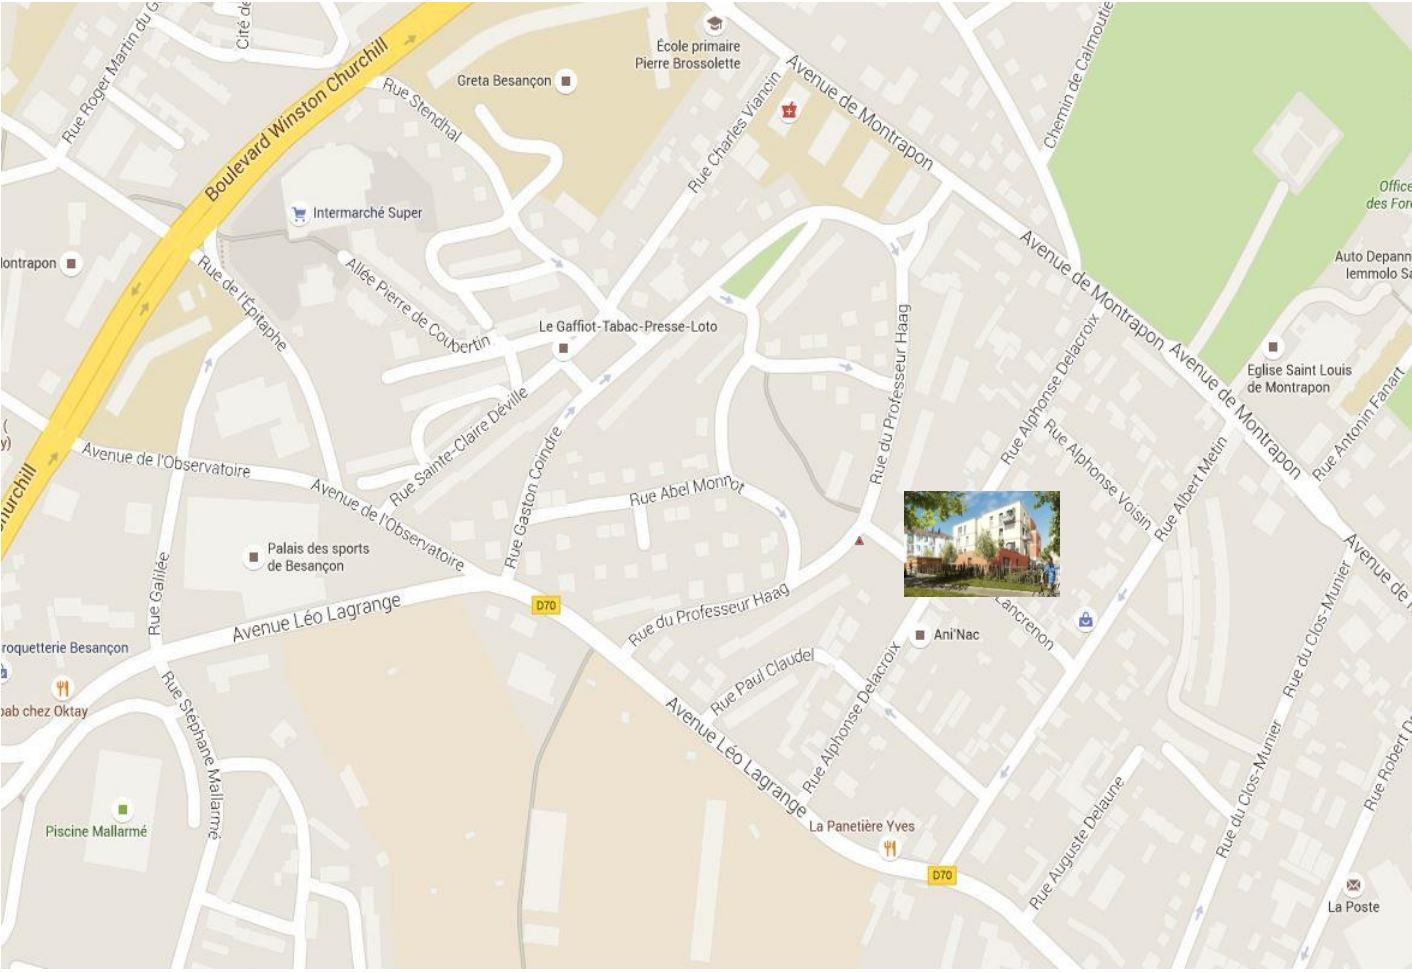 Cité de
Rue Roger Martin du G
Boulevard Winston Churchill
École primaire
Pierre Brossolette
Greta Besançon
Rue Stendhal
Avenue de Montrapon
Chemin de Calmoutie
Rue Charles Viancin
Office
des For
Intermarché Super
ontrapon
Rue de l'Épitaphe
Allée Pierre de Coubertin
Avenue de Montrapon
Auto Depann
Iemmolo Sa
Le Gaffiot-Tabac-Presse-Loto
Rue du Professeur Haag
Rue Alphonse Delacroix
Avenue de Montrapon
Eglise Saint Louis
de Montrapon
Rue Antonin Fanart
(
y)
hurchill
Avenue de l'Observatoire
Rue Sainte-Claire Déville
Rue Gaston Coindre
Avenue de l'Observatoire
Rue Abel Monnot
Rue Alphonse Voisin
Rue Albert Metin
Palais des sports
de Besançon
Rue Galilée
Avenue Léo Lagrange
D70
Rue du Professeur Haag
Lancrenon
Ani'Nac
Avenue de
Rue du Clos-Munier
roquetterie Besançon
bab chez Oktay
Rue Stéphane Mallarmé
Rue Paul Claudel
Rue Alphonse Delacroix
Avenue Léo Lagrange
Rue du Clos-Munier
Rue Robert D
Piscine Mallarmé
La Panetière Yves
D70
Rue Auguste Delaune
La Poste